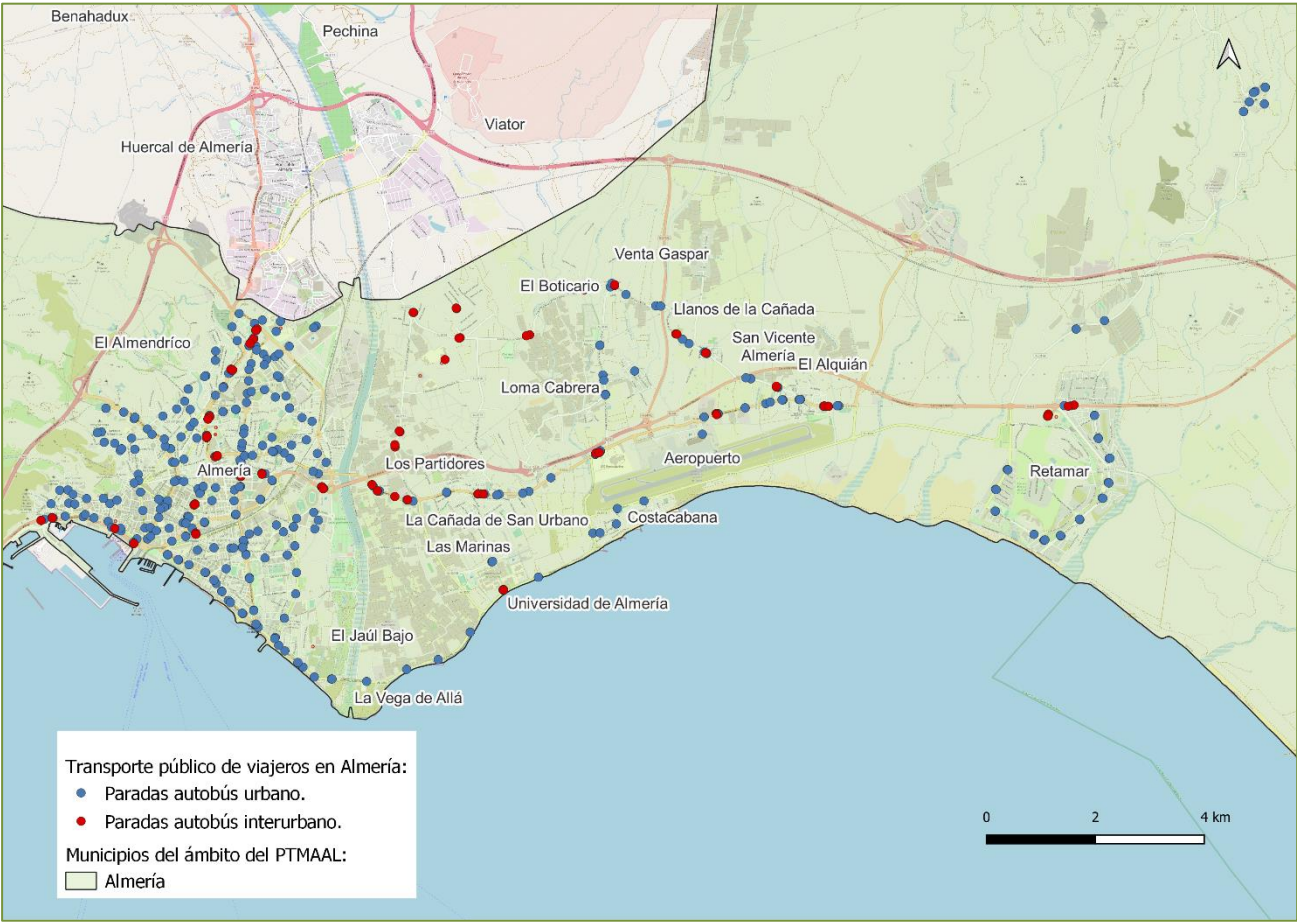 Benahadux
Pechina
Viator
Huercal de Almería
Venta Gaspar
El Boticario
Llanos de la Cañada
San Vicente
Almería
El Almendríco
El Alquián
Loma Cabrera
Los Partidores
Aeropuerto
Retamar
Almería
La Cañada de San Urbano
Costacabana
Las Marinas
Universidad de Almería
El Jaúl Bajo
La Vega de Allá
Transporte público de viajeros en Almería:
Paradas autobús urbano.
Paradas autobús interurbano.
Municipios del ámbito del PTMAAL:
Almería
0 2 4 km